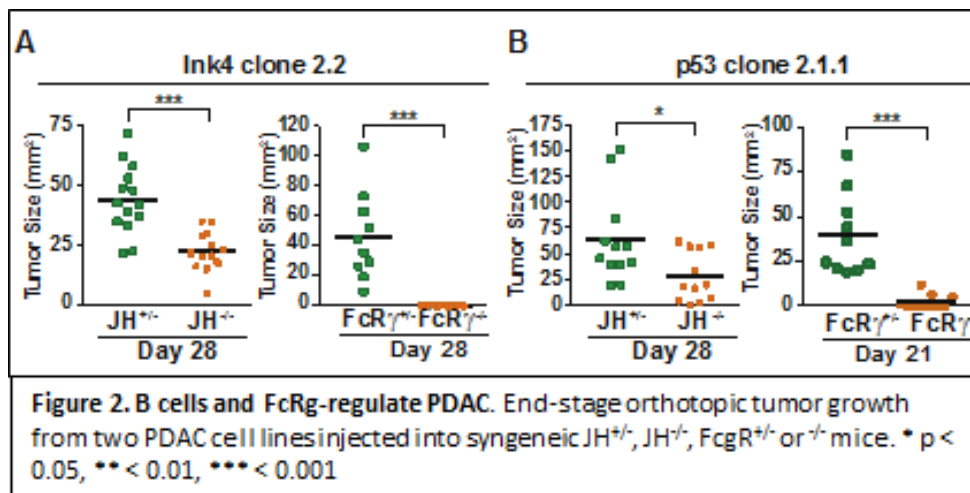 A
B
Ink4 clone 2.2
p53 clone 2.1.1
***
***
*
***
Tumor Size (mm²)
75
50
25
0
JH+/-
JH-/-
Day 28
Tumor Size (mm²)
120
100
80
60
40
20
0
FcRγ+/-
FcRγ-/-
Day 28
Tumor Size (mm²)
175
150
125
100
75
50
25
0
JH+/-
JH-/-
Day 28
Tumor Size (mm²)
100
75
50
25
0
FcRγ+/-
FcRγ
Day 21
Figure 2. B cells and FcRg-regulate PDAC. End-stage orthotopic tumor growth
from two PDAC cell lines injected into syngeneic JH+/-, JH-/-, FcgR+/- or -/- mice. * p <
0.05, ** < 0.01, *** < 0.001